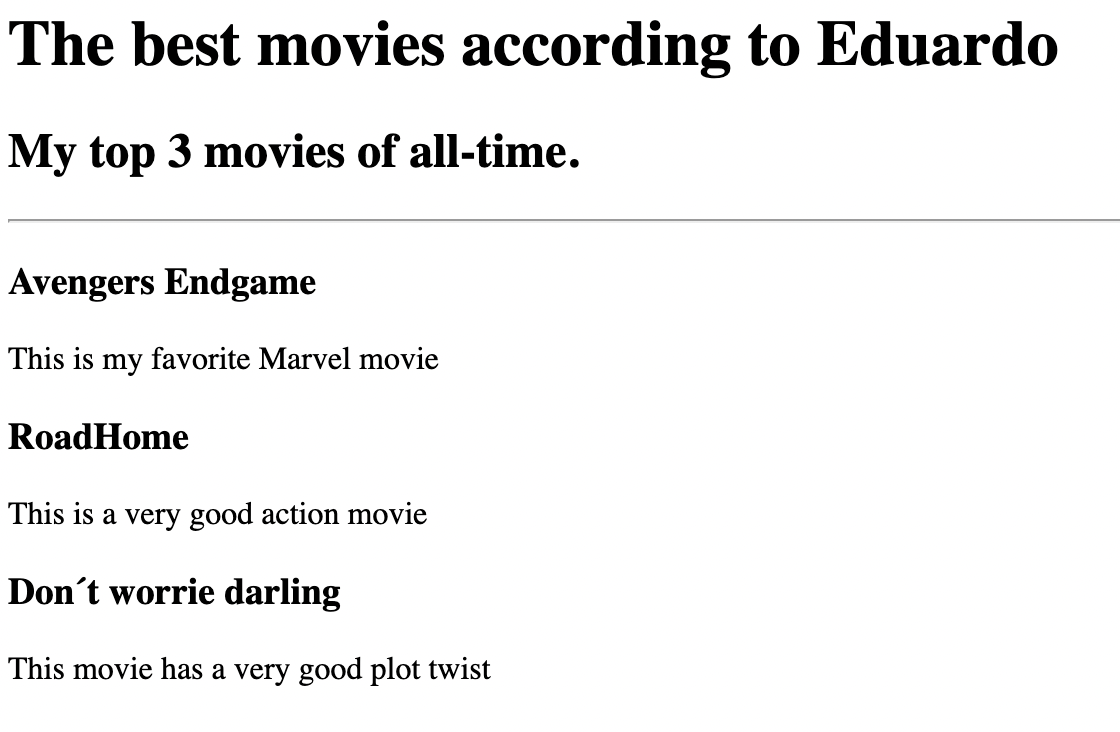 The best movies according to Eduardo
My top 3 movies of all-time.
Avengers Endgame
This is my favorite Marvel movie
RoadHome
This is a very good action movie
Don´t worrie darling
This movie has a very good plot twist